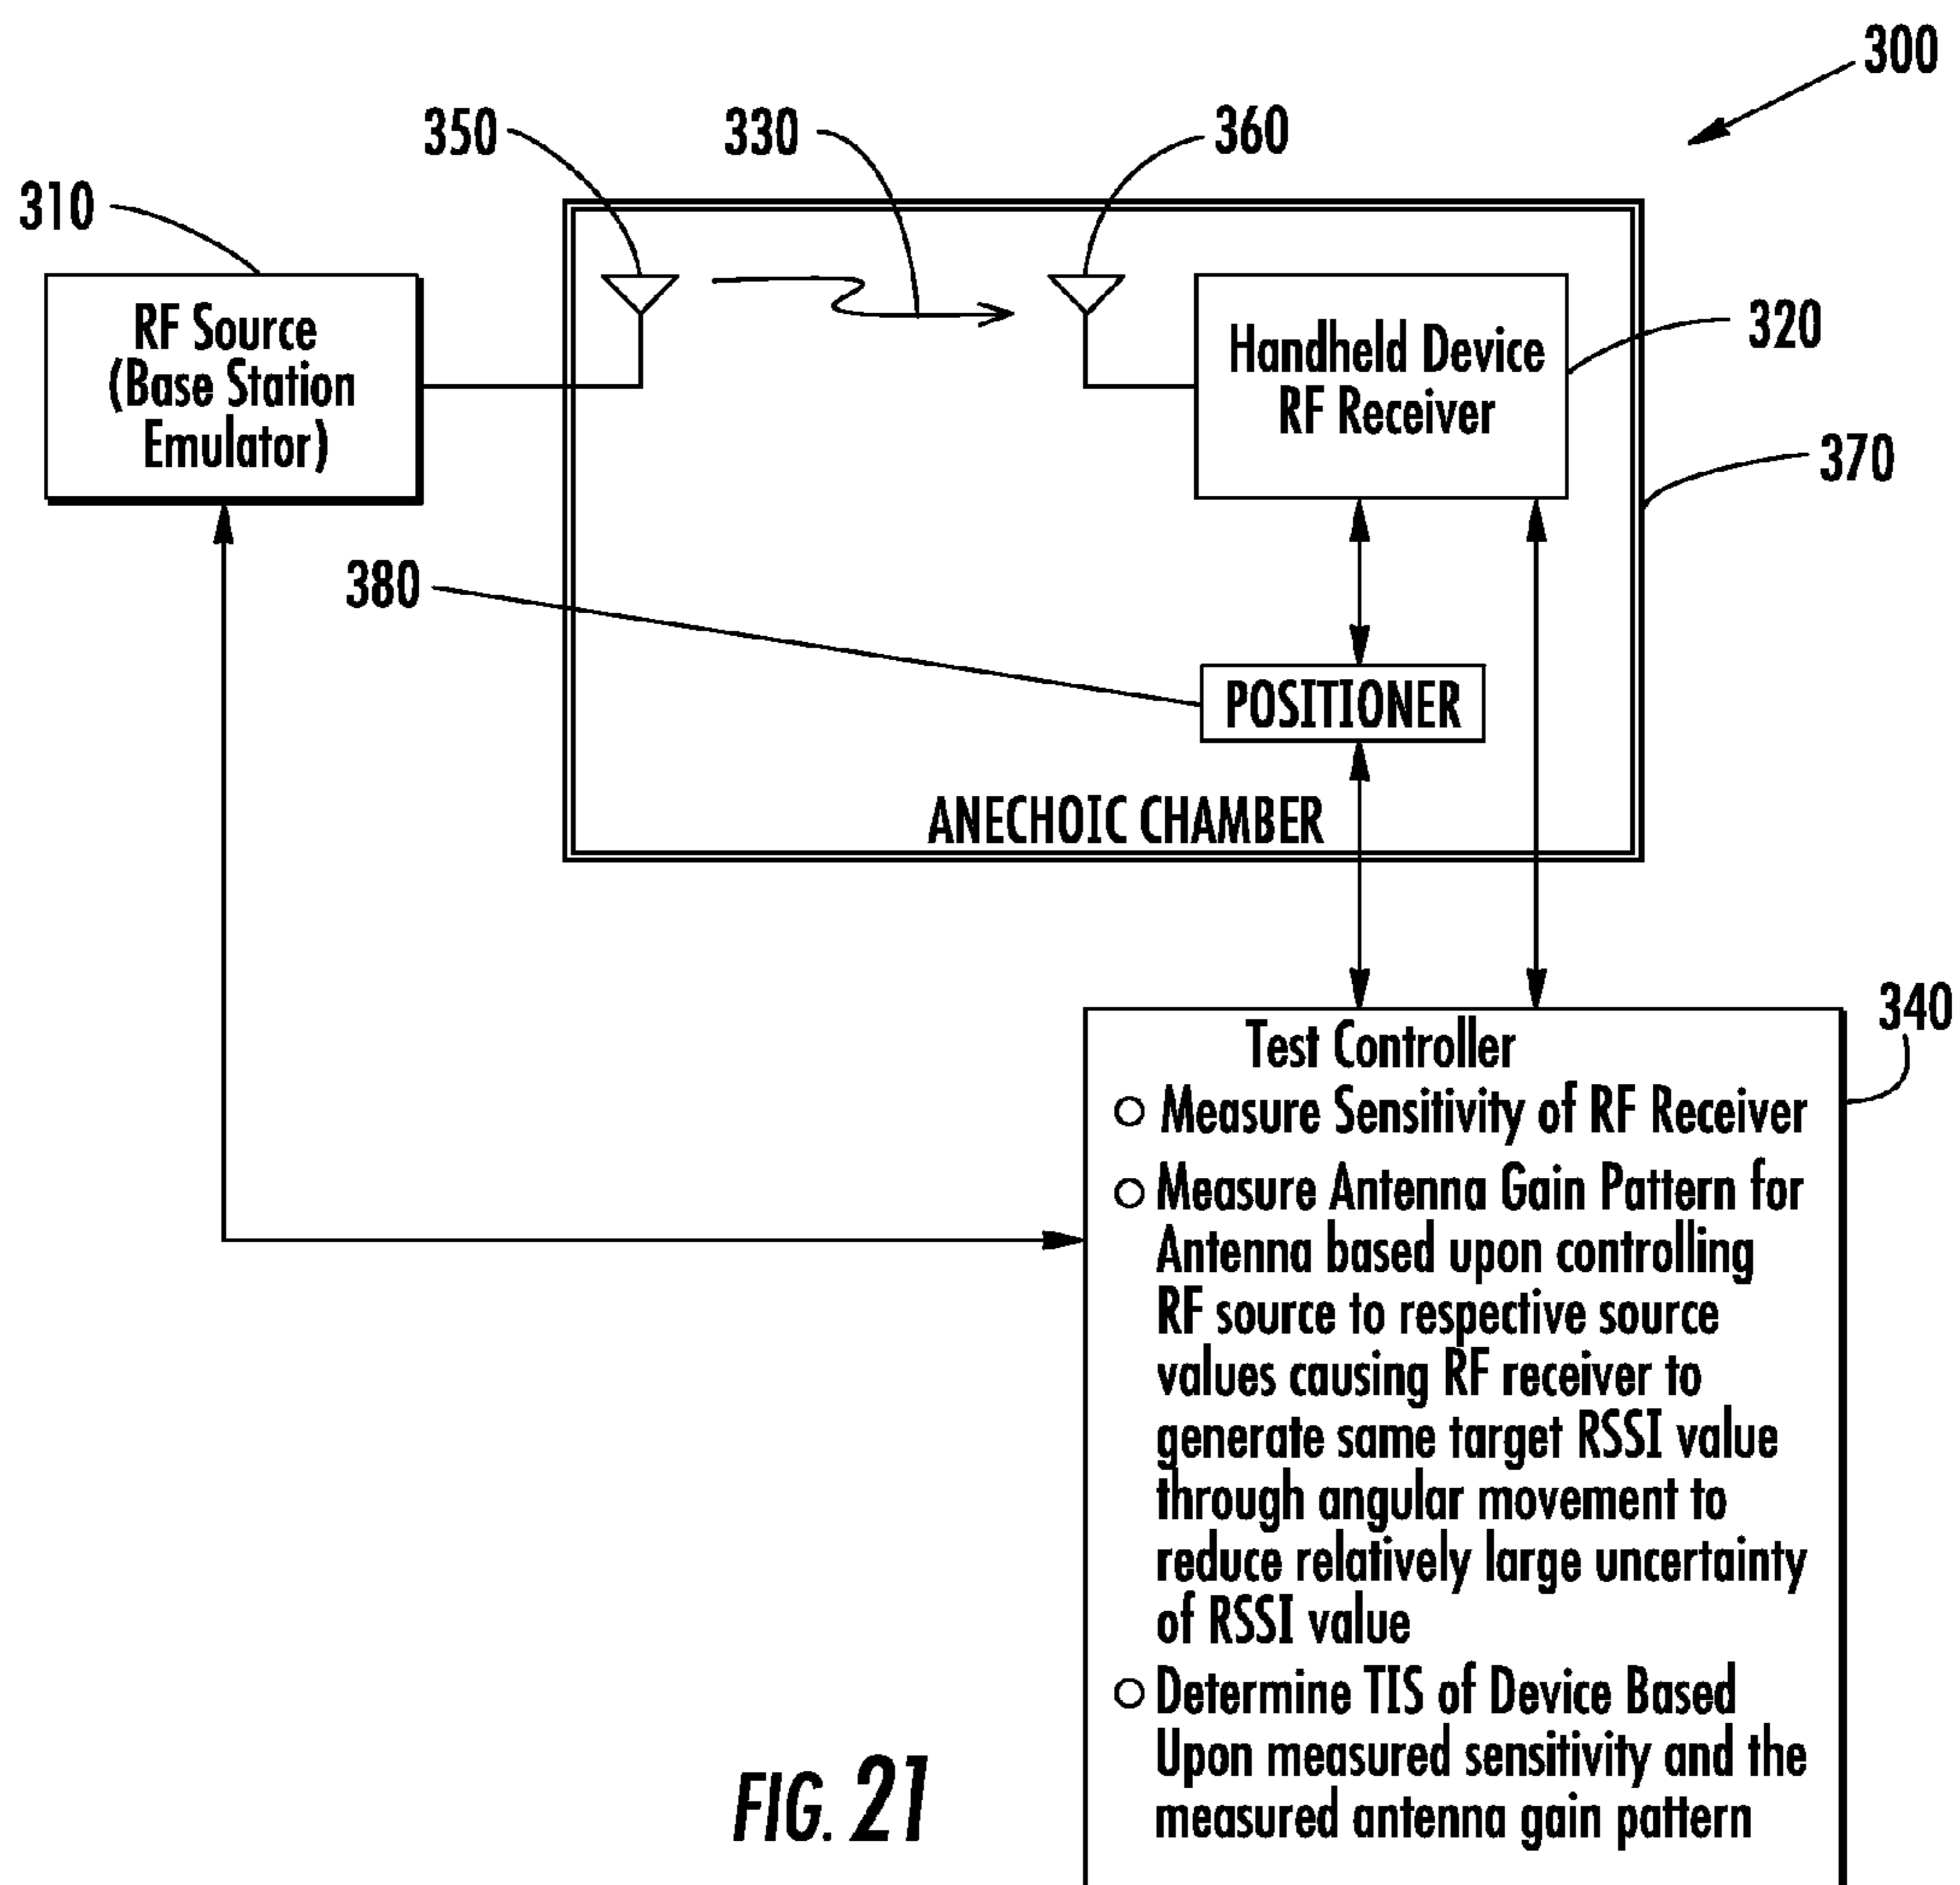 300
350
330
360
310
RF Source
(Base Station
Emulator)
Handheld Device
RF Receiver
320
370
380
POSITIONER
ANECHOIC CHAMBER
340
Test Controller
○ Measure Sensitivity of RF Receiver
○ Measure Antenna Gain Pattern for
Antenna based upon controlling
RF source to respective source
values causing RF receiver to
generate same target RSSI value
through angular movement to
reduce relatively large uncertainty
of RSSI value
○ Determine TIS of Device Based
Upon measured sensitivity and the
measured antenna gain pattern
FIG. 21